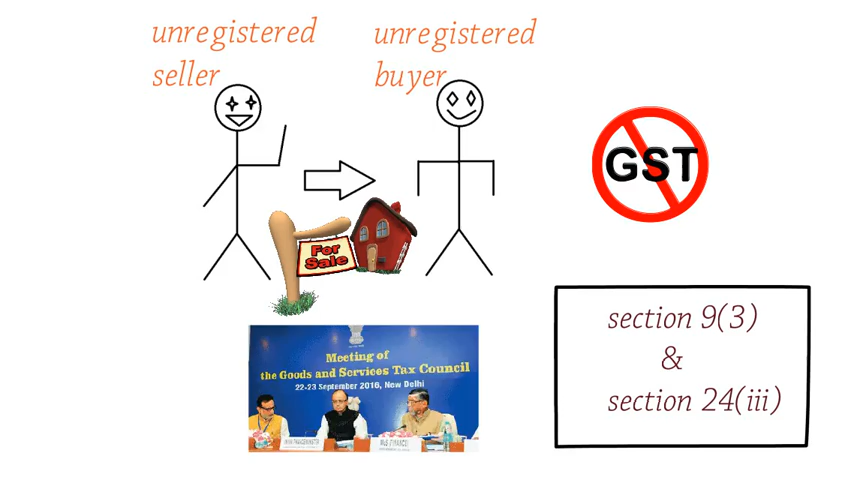 unregistered
seller
unregistered
buyer
GST
For
Sale
section 9(3)
&
section 24(iii)
Meeting of
the Goods and Services Tax Council
22-23 September 2016, New Delhi